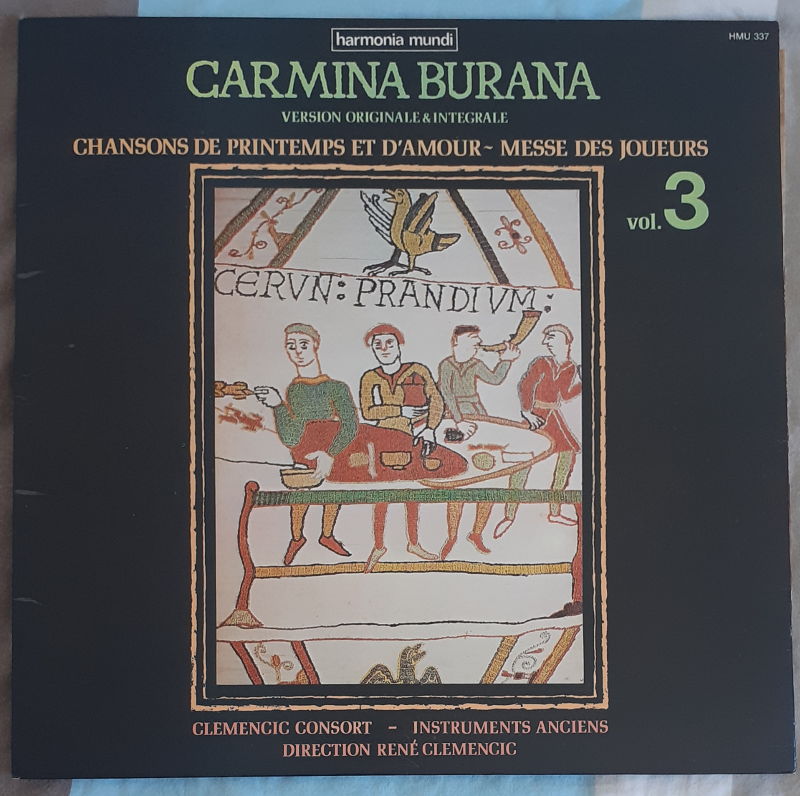 harmonia mundi
HMU 337
CARMINA BURANA
VERSION ORIGINALE & INTEGRALE
CHANSONS DE PRINTEMPS ET D'AMOUR ~ MESSE DES JOUEURS
vol. 3
CERVN: PRANDIVM:
CLEMENCIC CONSORT – INSTRUMENTS ANCIENS
DIRECTION RENÉ CLEMENCIC